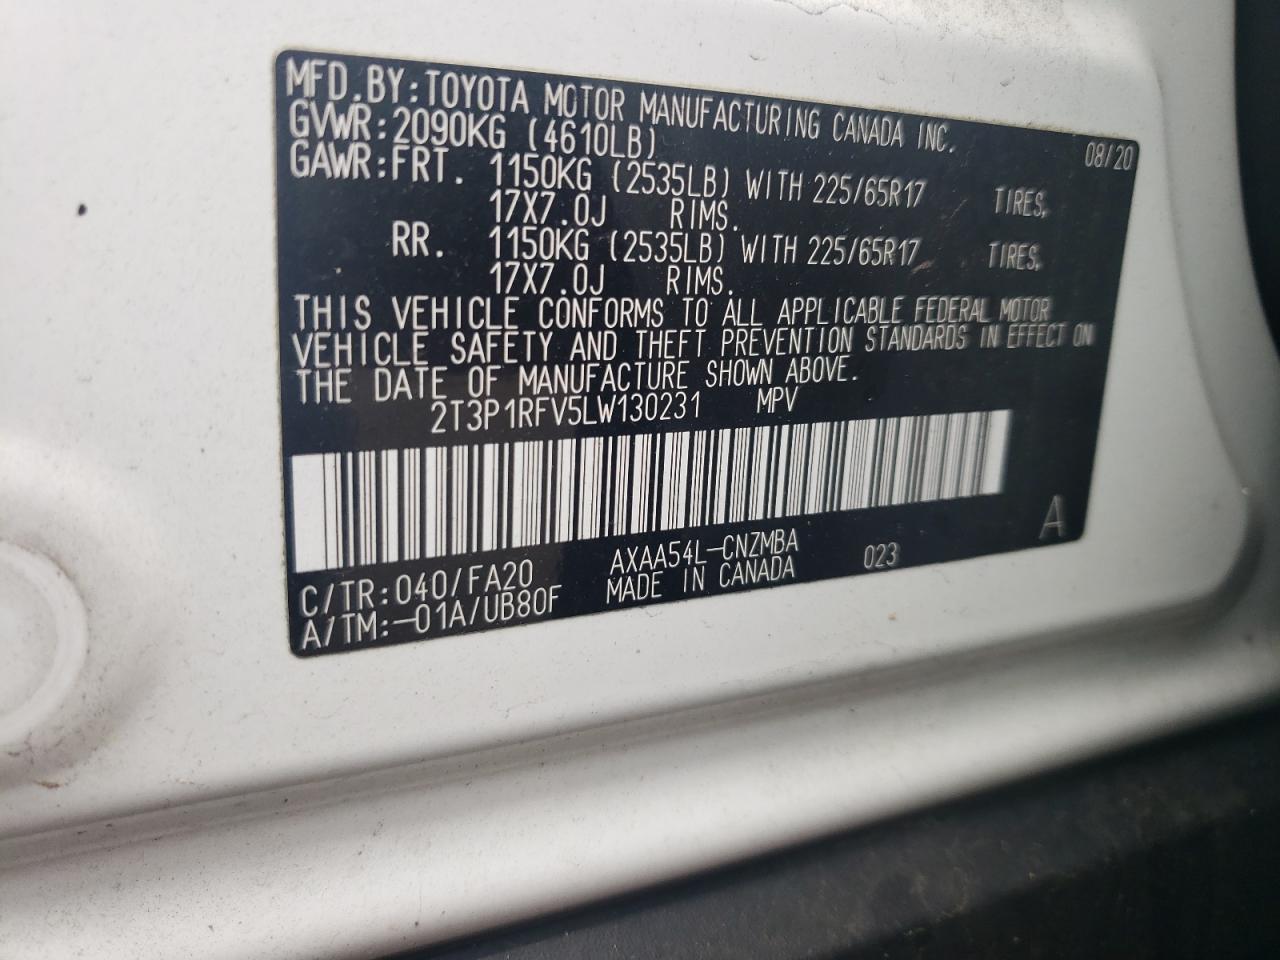 MFD.BY:TOYOTA MOTOR MANUFACTURING CANADA INC. 08/20
GVWR:2090KG (4610LB)
GAWR:FRT. 1150KG (2535LB) WITH 225/65R17 TIRES,
17X7.0J RIMS.
RR. 1150KG (2535LB) WITH 225/65R17 TIRES,
17X7.0J RIMS.
THIS VEHICLE CONFORMS TO ALL APPLICABLE FEDERAL MOTOR
VEHICLE SAFETY AND THEFT PREVENTION STANDARDS IN EFFECT ON
THE DATE OF MANUFACTURE SHOWN ABOVE.
2T3P1RFV5LW130231 MPV
A
C/TR:040/FA20 AXAA54L-CNZMBA 023
A/TM:-01A/UB80F MADE IN CANADA